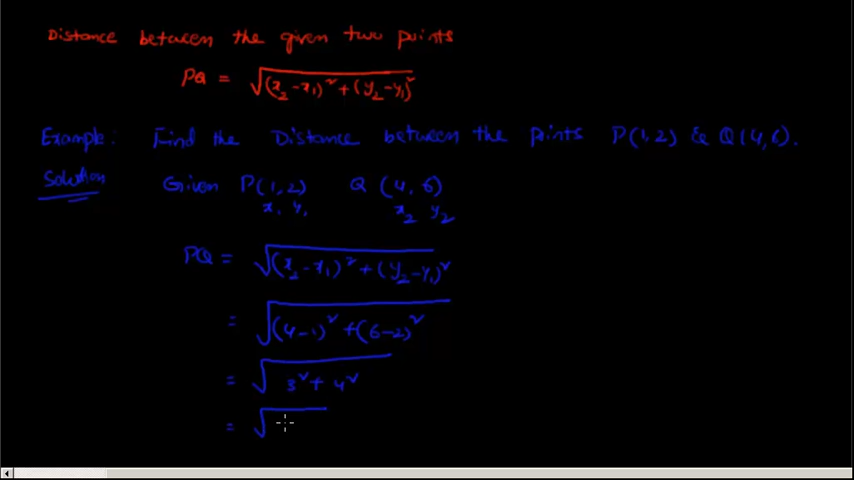 Distance between the given two points
PQ = √(x₂-x₁)² + (y₂-y₁)²
Example: Find the Distance between the points P(1,2) & Q(4,6).
Solution Given P(1,2) Q (4,6)
x₁ y₁ x₂ y₂
PQ = √(x₂-x₁)² + (y₂-y₁)²
= √(4-1)² + (6-2)²
= √3² + 4²
= √